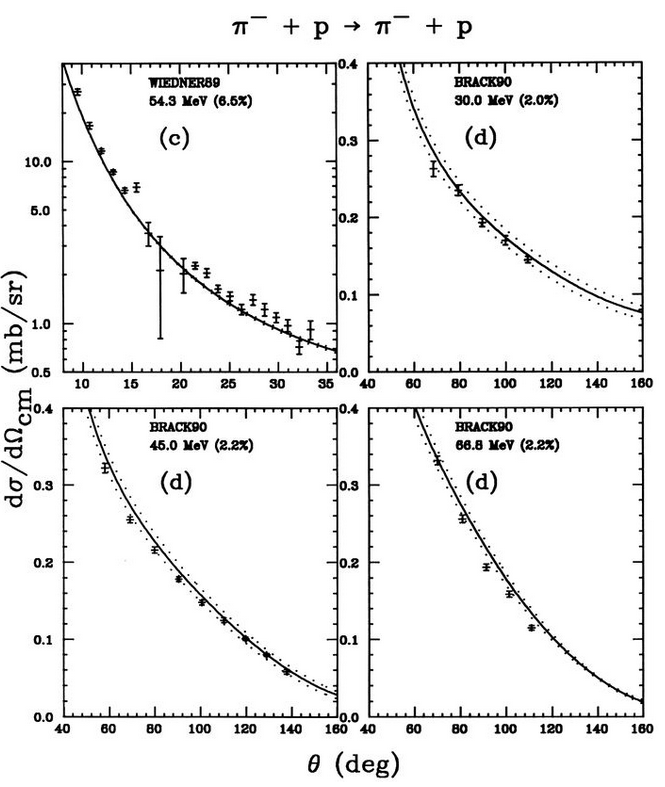 π⁻ + p → π⁻ + p
WIEDNER89
54.3 MeV (6.5%)
(c)
10.0
5.0
1.0
0.5
10 15 20 25 30 35
BRACK90
30.0 MeV (2.0%)
(d)
0.4
0.3
0.2
0.1
0.0
40 60 80 100 120 140 160
dσ/dΩcm (mb/sr)
BRACK90
45.0 MeV (2.2%)
(d)
0.4
0.3
0.2
0.1
0.0
40 60 80 100 120 140 160
BRACK90
66.8 MeV (2.2%)
(d)
0.4
0.3
0.2
0.1
0.0
40 60 80 100 120 140 160
θ (deg)